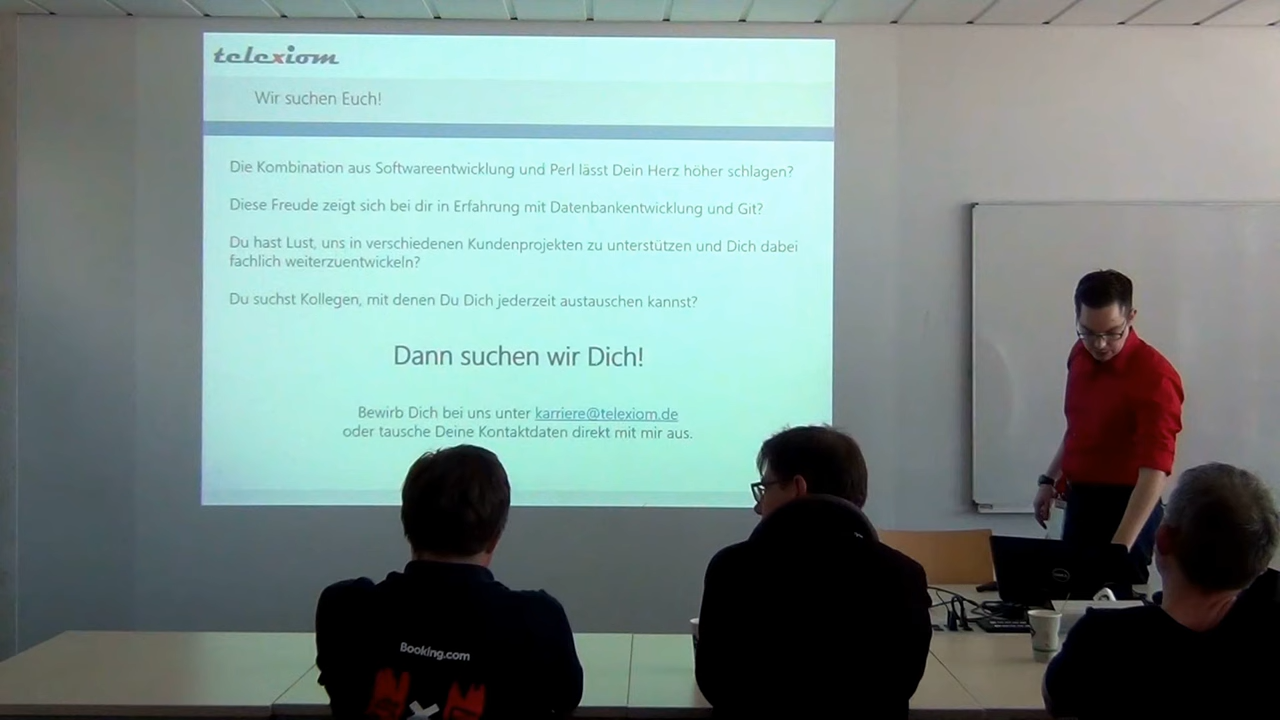 telexiom
Wir suchen Euch!
Die Kombination aus Softwareentwicklung und Perl lässt Dein Herz höher schlagen?
Diese Freude zeigt sich bei dir in Erfahrung mit Datenbankentwicklung und Git?
Du hast Lust, uns in verschiedenen Kundenprojekten zu unterstützen und Dich dabei
fachlich weiterzuentwickeln?
Du suchst Kollegen, mit denen Du Dich jederzeit austauschen kannst?
Dann suchen wir Dich!
Bewirb Dich bei uns unter karriere@telexiom.de
oder tausche Deine Kontaktdaten direkt mit mir aus.
Booking.com
DELL